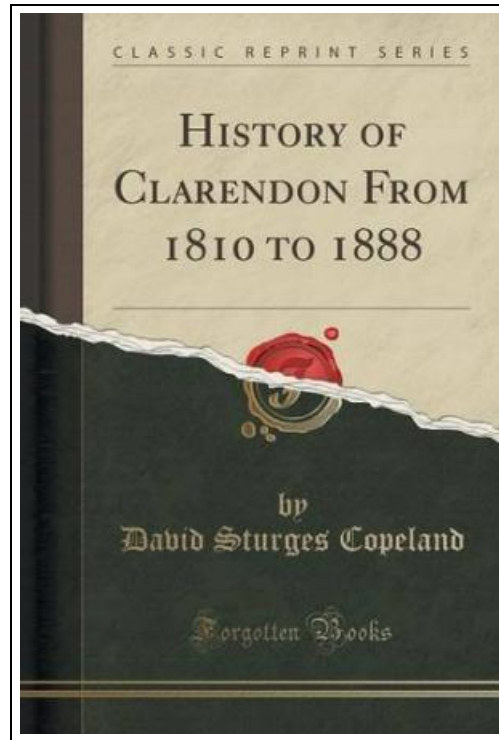 CLASSIC REPRINT SERIES
HISTORY OF
CLARENDON FROM
1810 TO 1888
by
David Sturges Copeland
Forgotten Books